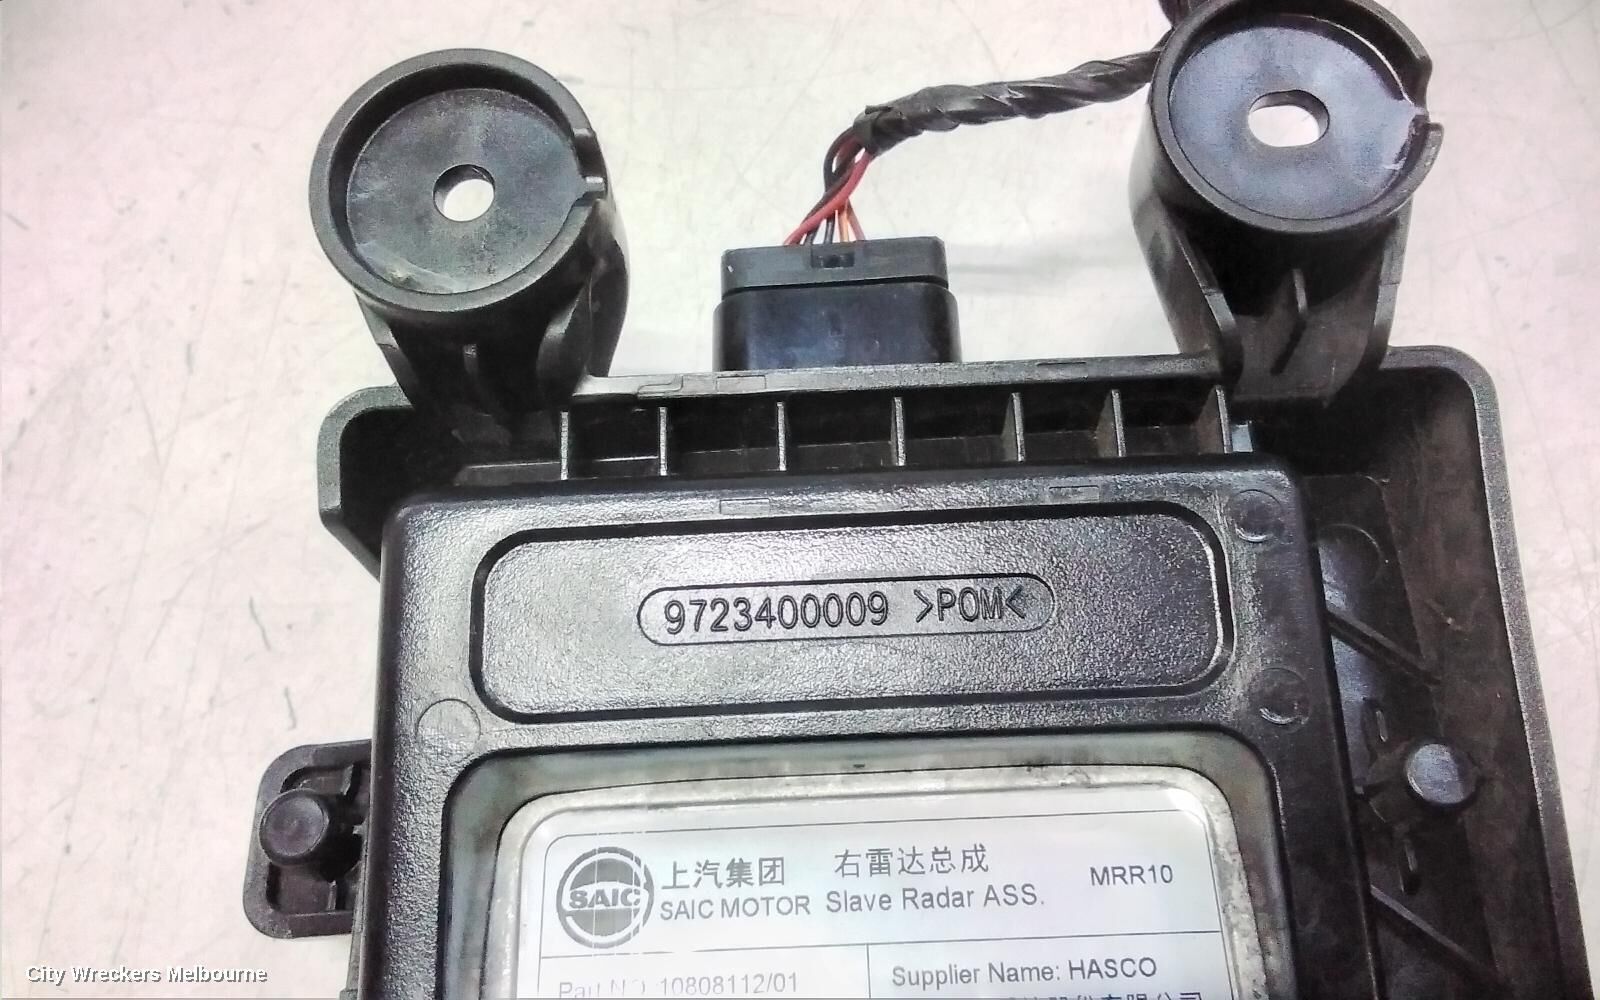 9723400009 >POM<
SAIC 上汽集团 右雷达总成 MRR10
SAIC MOTOR Slave Radar ASS.
Part NO. 10808112/01
Supplier Name: HASCO
City Wreckers Melbourne